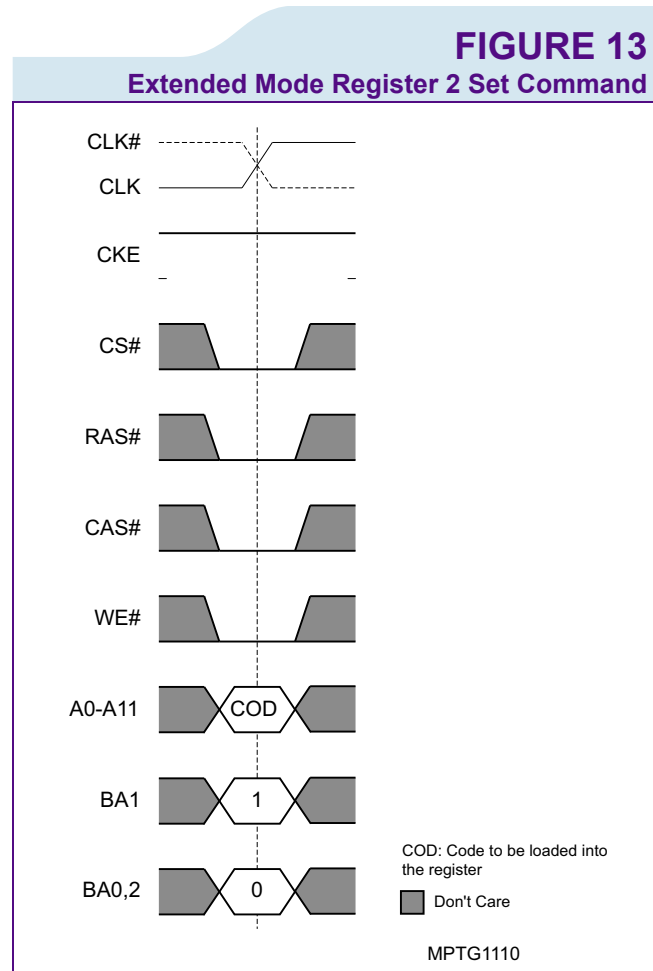 FIGURE 13
Extended Mode Register 2 Set Command
CLK#
CLK
CKE
CS#
RAS#
CAS#
WE#
A0-A11
COD
BA1
1
BA0,2
0
COD: Code to be loaded into
the register
Don't Care
MPTG1110